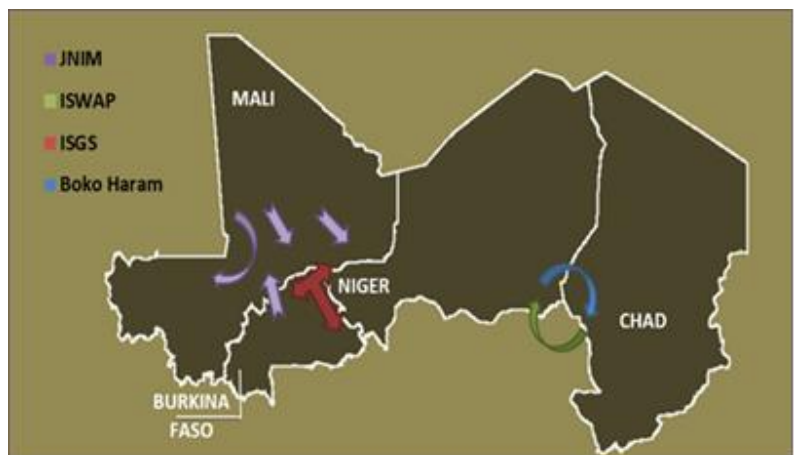 JNIM
ISWAP
ISGS
Boko Haram
MALI
NIGER
CHAD
BURKINA
FASO